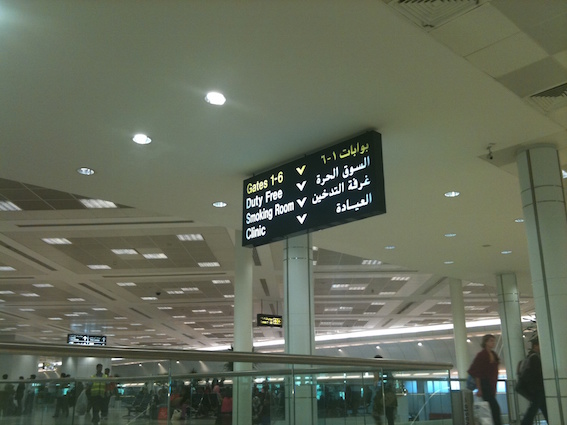 Gates 1-6 بوابات ١-٦
Duty Free السوق الحرة
Smoking Room غرفة التدخين
Clinic العيادة